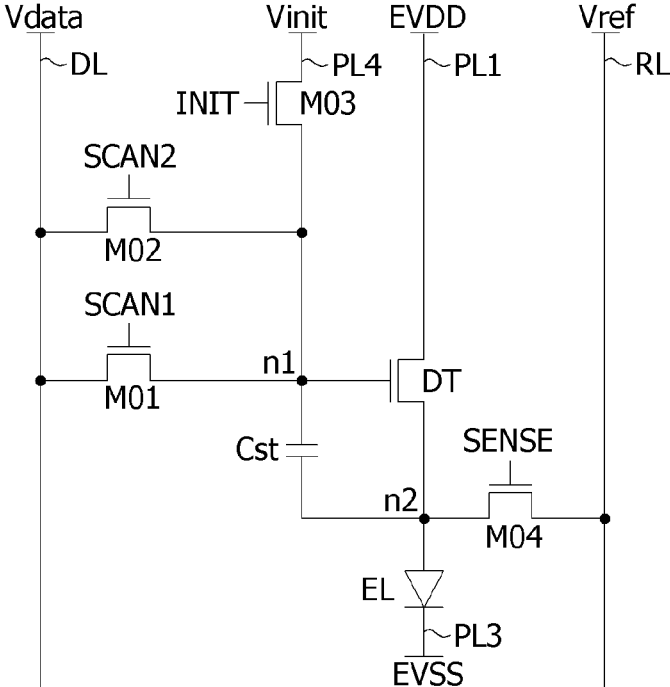 Vdata Vinit EVDD Vref
DL PL4 PL1 RL
INIT M03
SCAN2
M02
SCAN1
n1 DT
M01
Cst SENSE
n2
M04
EL
PL3
EVSS